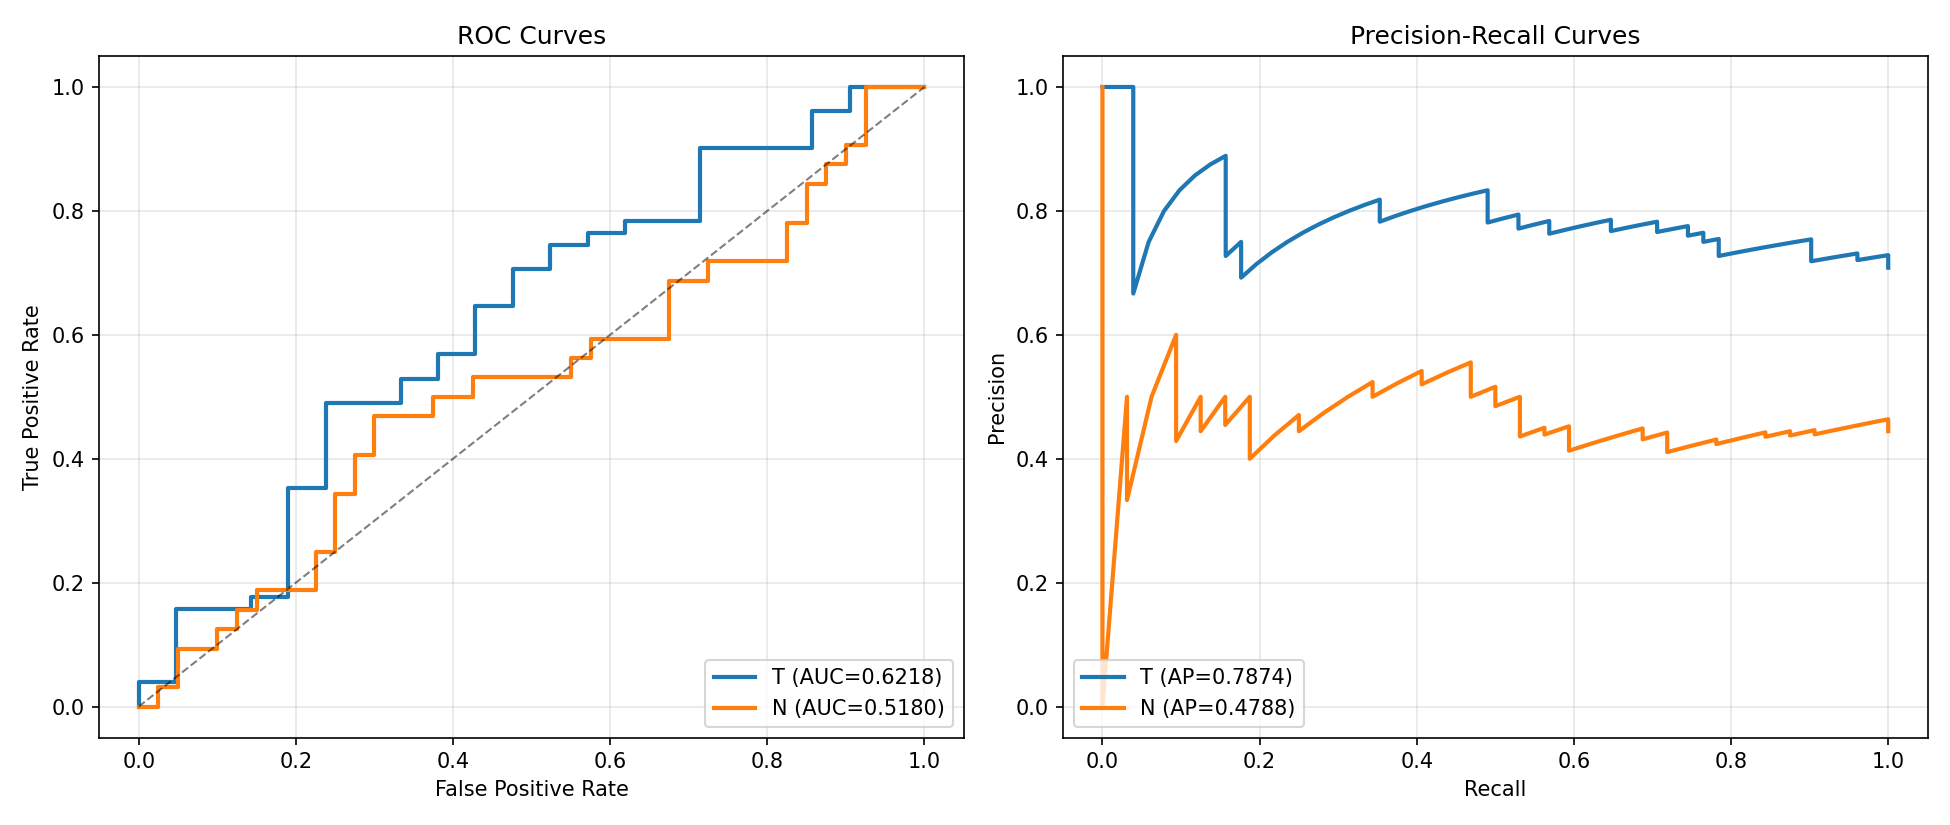 ROC Curves
True Positive Rate
1.0
0.8
0.6
0.4
0.2
0.0
T (AUC=0.6218)
N (AUC=0.5180)
0.0 0.2 0.4 0.6 0.8 1.0
False Positive Rate
Precision-Recall Curves
Precision
1.0
0.8
0.6
0.4
0.2
0.0
T (AP=0.7874)
N (AP=0.4788)
0.0 0.2 0.4 0.6 0.8 1.0
Recall